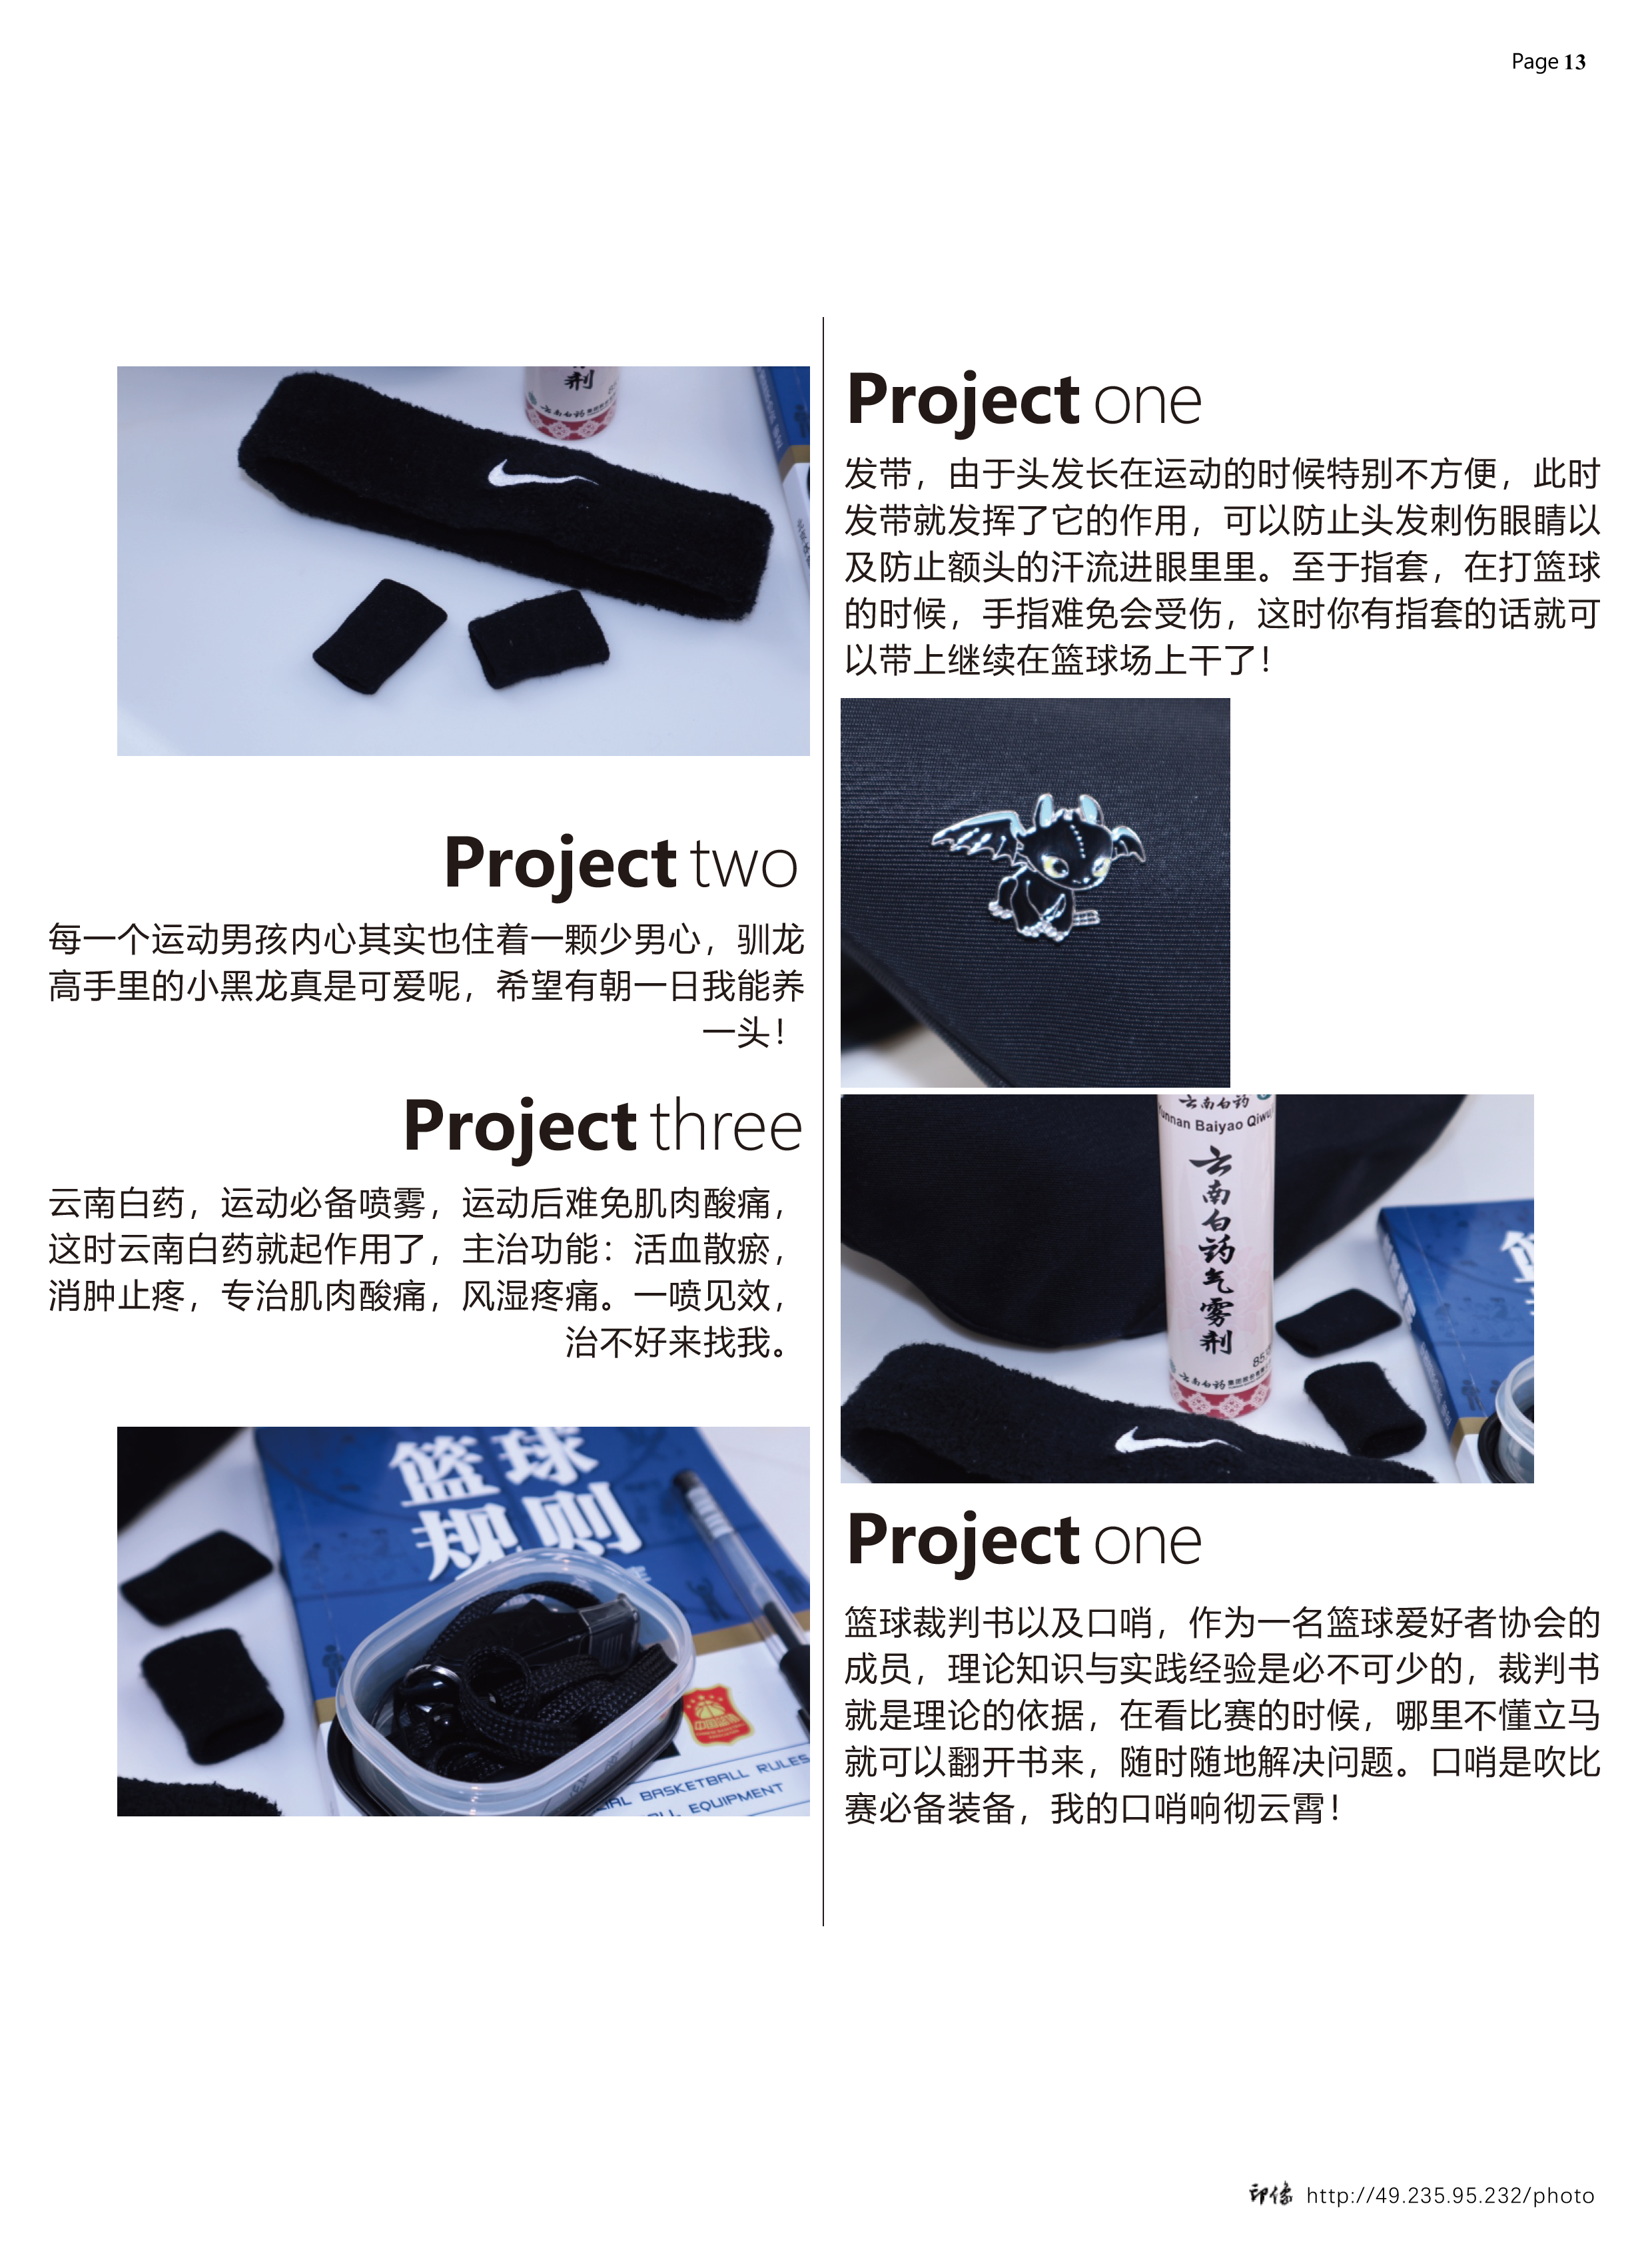 Page 13
剂
云南白药
Project one
发带，由于头发长在运动的时候特别不方便，此时
发带就发挥了它的作用，可以防止头发刺伤眼睛以
及防止额头的汗流进眼里里。至于指套，在打篮球
的时候，手指难免会受伤，这时你有指套的话就可
以带上继续在篮球场上干了！
Project two
每一个运动男孩内心其实也住着一颗少男心，驯龙
高手里的小黑龙真是可爱呢，希望有朝一日我能养
一头！
Project three
云南白药，运动必备喷雾，运动后难免肌肉酸痛，
这时云南白药就起作用了，主治功能：活血散瘀，
消肿止疼，专治肌肉酸痛，风湿疼痛。一喷见效，
治不好来找我。
云南白药
unnan Baiyao Qiwu
云南白药气雾剂
85
云南白药
篮
篮球
规则
IAL BASKETBALL RULES
LL EQUIPMENT
Project one
篮球裁判书以及口哨，作为一名篮球爱好者协会的
成员，理论知识与实践经验是必不可少的，裁判书
就是理论的依据，在看比赛的时候，哪里不懂立马
就可以翻开书来，随时随地解决问题。口哨是吹比
赛必备装备，我的口哨响彻云霄！
印像 http://49.235.95.232/photo